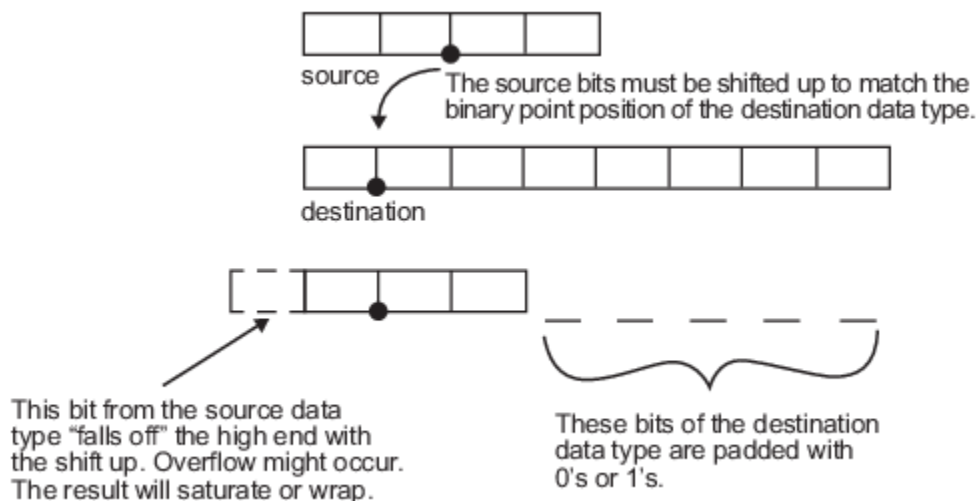 source
The source bits must be shifted up to match the
binary point position of the destination data type.
destination
This bit from the source data
type “falls off” the high end with
the shift up. Overflow might occur.
The result will saturate or wrap.
These bits of the destination
data type are padded with
0's or 1's.